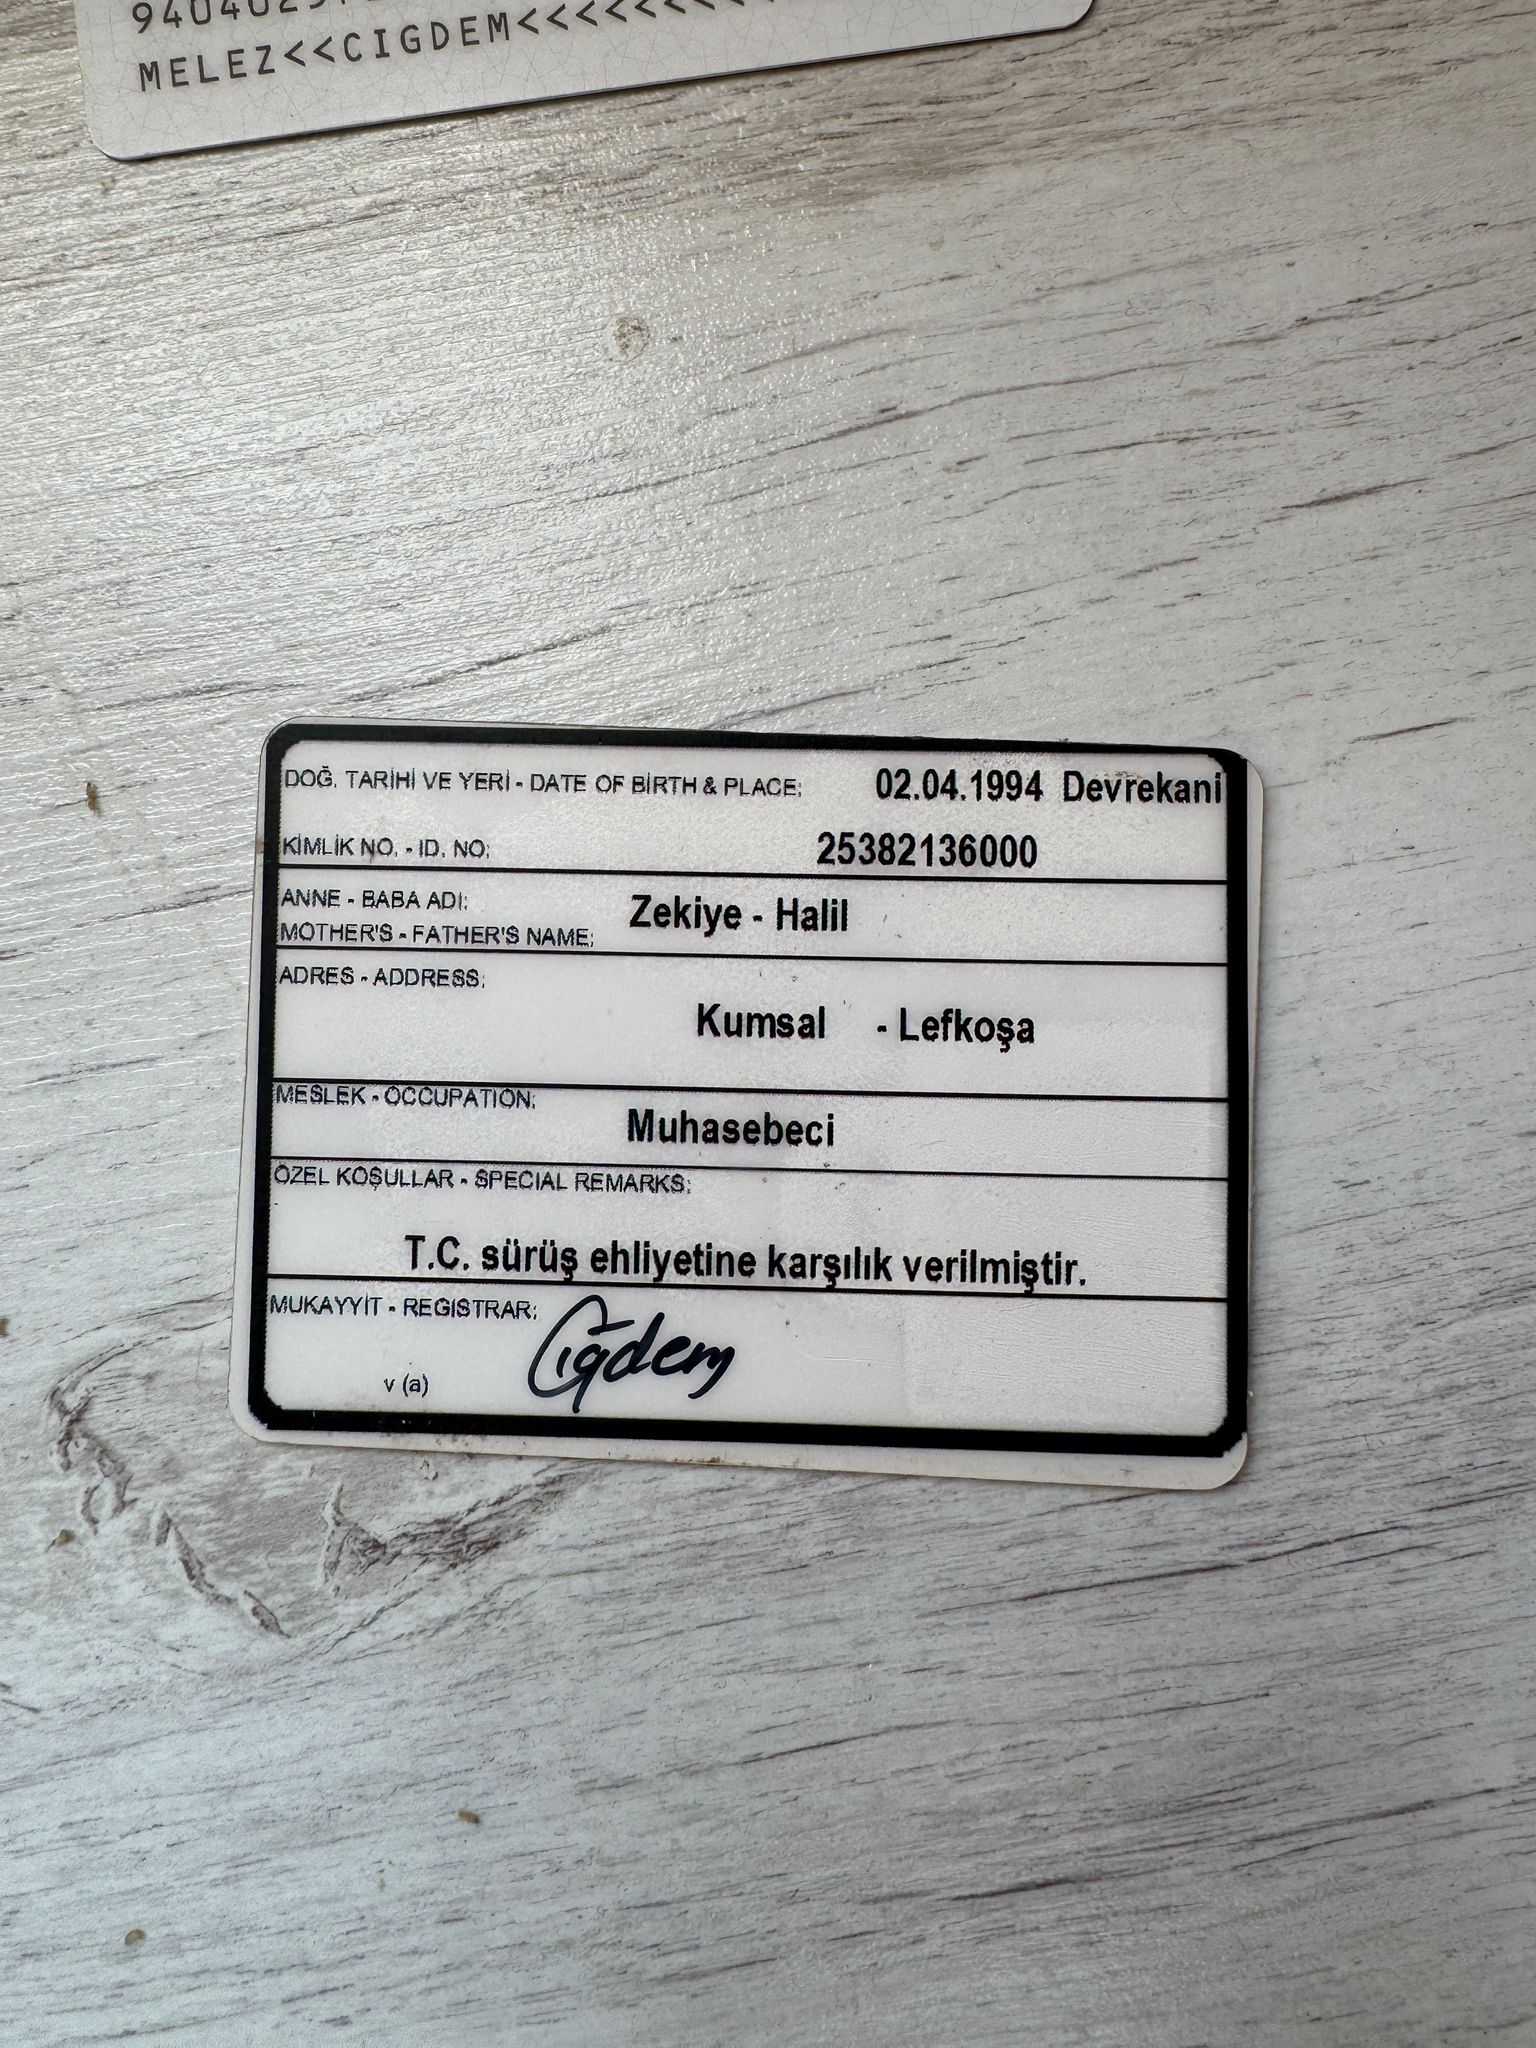 MELEZ<<CIGDEM<<<<<<<<<
DOĞ. TARİHİ VE YERİ - DATE OF BIRTH & PLACE: 02.04.1994 Devrekani
KİMLİK NO. - ID. NO: 25382136000
ANNE - BABA ADI:
MOTHER'S - FATHER'S NAME: Zekiye - Halil
ADRES - ADDRESS:
Kumsal - Lefkoşa
MESLEK - OCCUPATION:
Muhasebeci
ÖZEL KOŞULLAR - SPECIAL REMARKS:
T.C. sürüş ehliyetine karşılık verilmiştir.
MUKAYYİT - REGISTRAR:
Çiğdem
v (a)